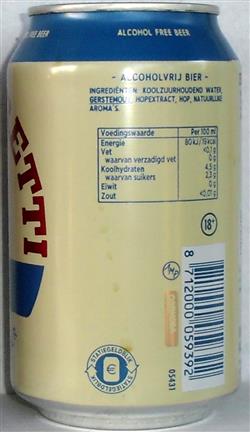 FREE BEER
ALCOHOL FREE BEER
ETTI
- ALCOHOLVRIJ BIER -
INGREDIËNTEN: KOOLZUURHOUDEND WATER,
GERSTEMOUT, HOPEXTRACT, HOP, NATUURLIJKE
AROMA'S.
Voedingswaarde Per 100 ml
Energie 80 kJ / 19 kcal
Vet <0,1 g
waarvan verzadigd vet 0 g
Koolhydraten 4,5 g
waarvan suikers 2,3 g
Eiwit 0 g
Zout <0,01 g
18+
8 712000 059392
05431
STATIEGELDBLIK
€
STATIEGELDBLIK